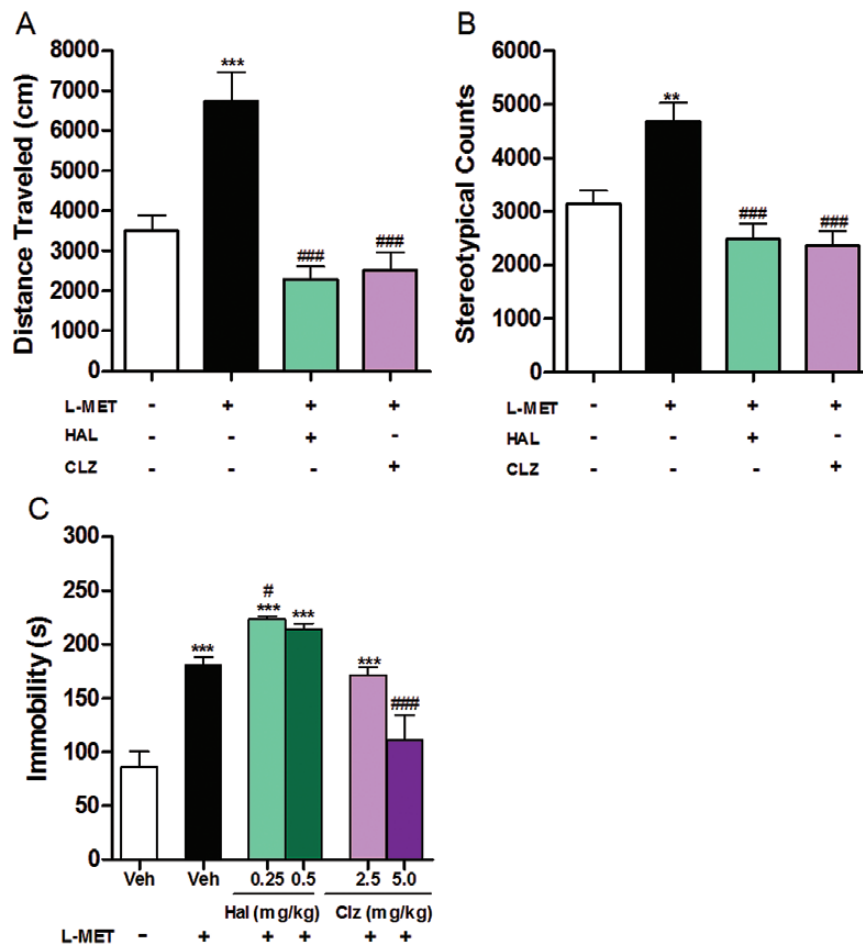 A
Distance Traveled (cm)
8000
7000
6000
5000
4000
3000
2000
1000
0
***
###
###
L-MET - + + +
HAL - - + -
CLZ - - - +
B
Stereotypical Counts
6000
5000
4000
3000
2000
1000
0
**
###
###
L-MET - + + +
HAL - - + -
CLZ - - - +
C
Immobility (s)
300
250
200
150
100
50
0
***
#
***
***
***
###
Veh Veh 0.25 0.5 2.5 5.0
Hal (mg/kg) Clz (mg/kg)
L-MET - + + + + +